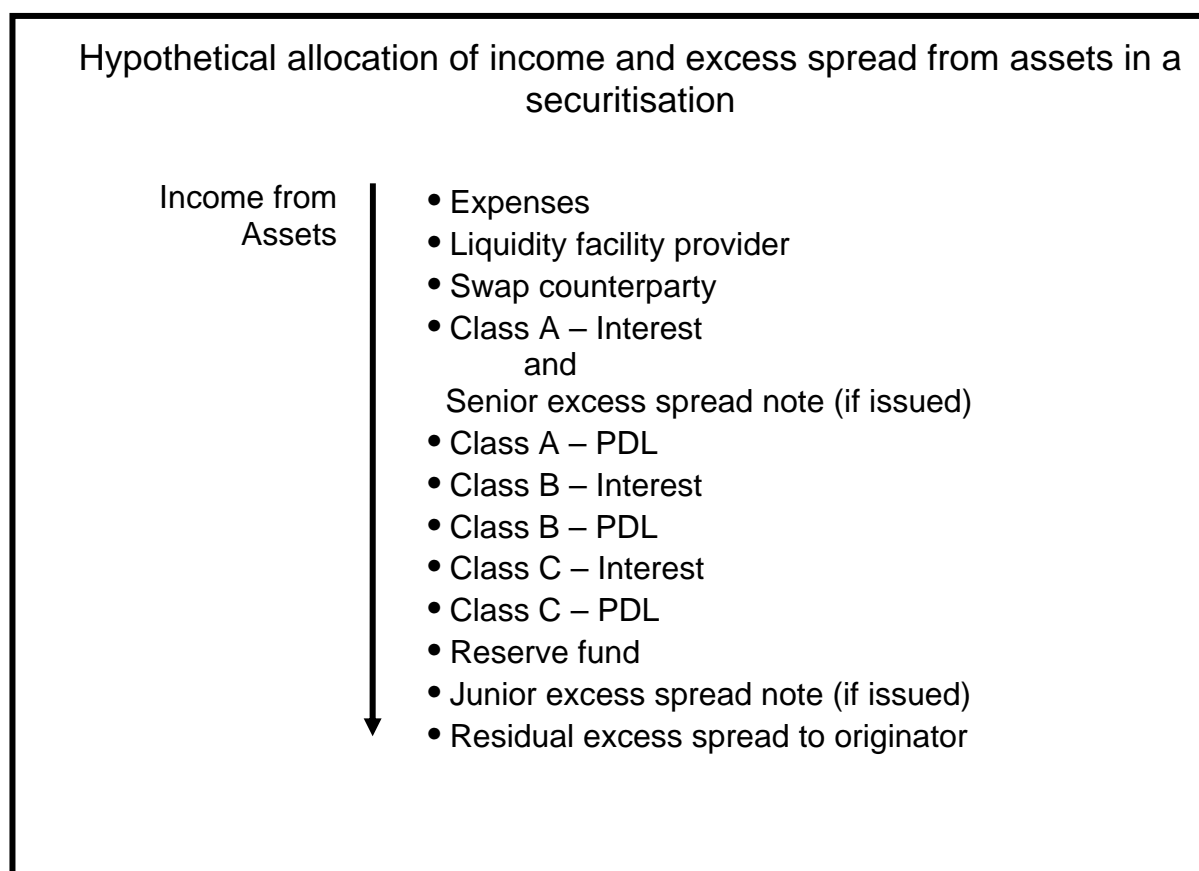 Hypothetical allocation of income and excess spread from assets in a
securitisation
Income from
Assets
• Expenses
• Liquidity facility provider
• Swap counterparty
• Class A – Interest
and
Senior excess spread note (if issued)
• Class A – PDL
• Class B – Interest
• Class B – PDL
• Class C – Interest
• Class C – PDL
• Reserve fund
• Junior excess spread note (if issued)
• Residual excess spread to originator